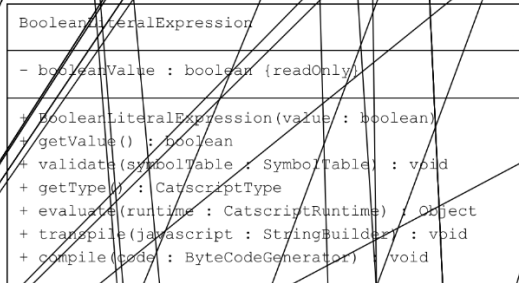 BooleanLiteralExpression
- booleanValue : boolean {readOnly}
+ BooleanLiteralExpression(value : boolean)
+ getValue() : boolean
+ validate(symbolTable : SymbolTable) : void
+ getType() : CatscriptType
+ evaluate(runtime : CatscriptRuntime) : Object
+ transpile(javascript : StringBuilder) : void
+ compile(code : ByteCodeGenerator) : void